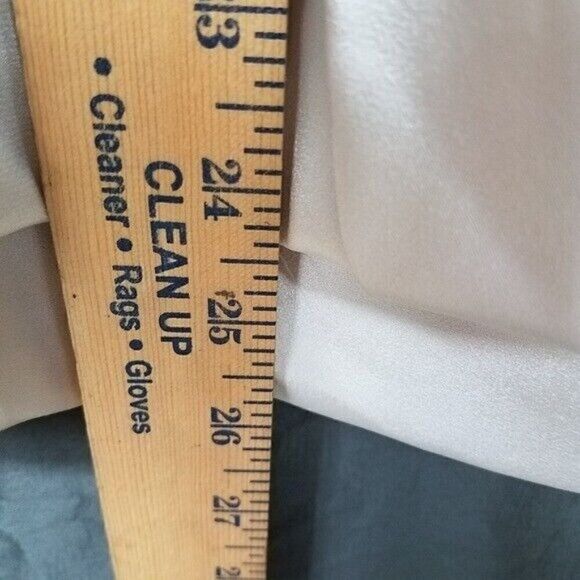 23
24
25
26
27
CLEAN UP
• Cleaner • Rags • Gloves